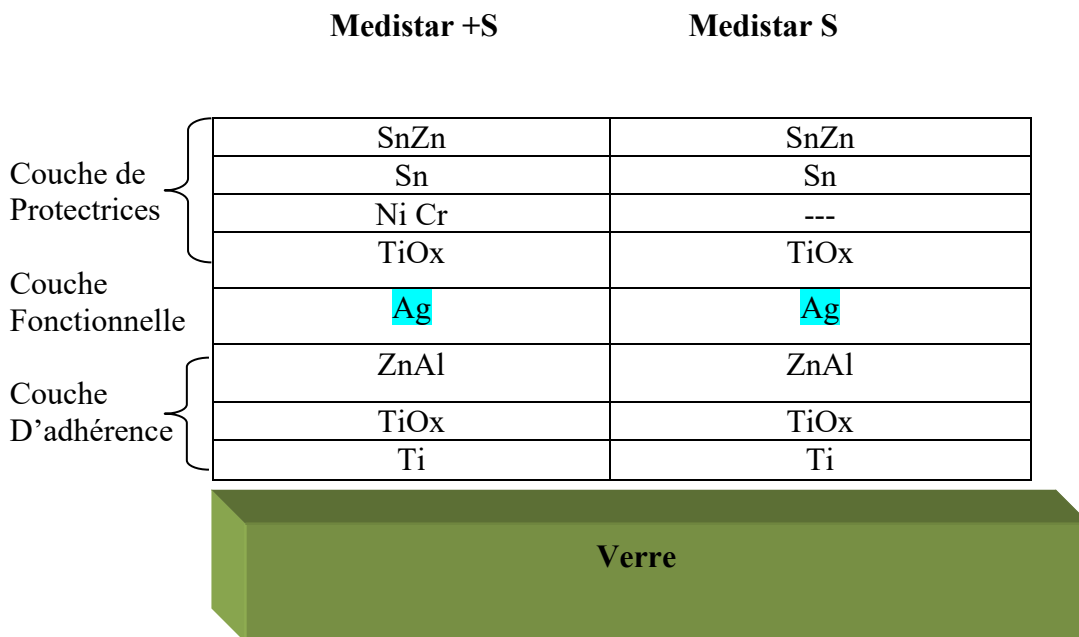 Medistar +S Medistar S
SnZn SnZn
Couche de
Protectrices
Sn Sn
Ni Cr ---
TiOx TiOx
Couche
Fonctionnelle
Ag Ag
ZnAl ZnAl
Couche
D’adhérence
TiOx TiOx
Ti Ti
Verre